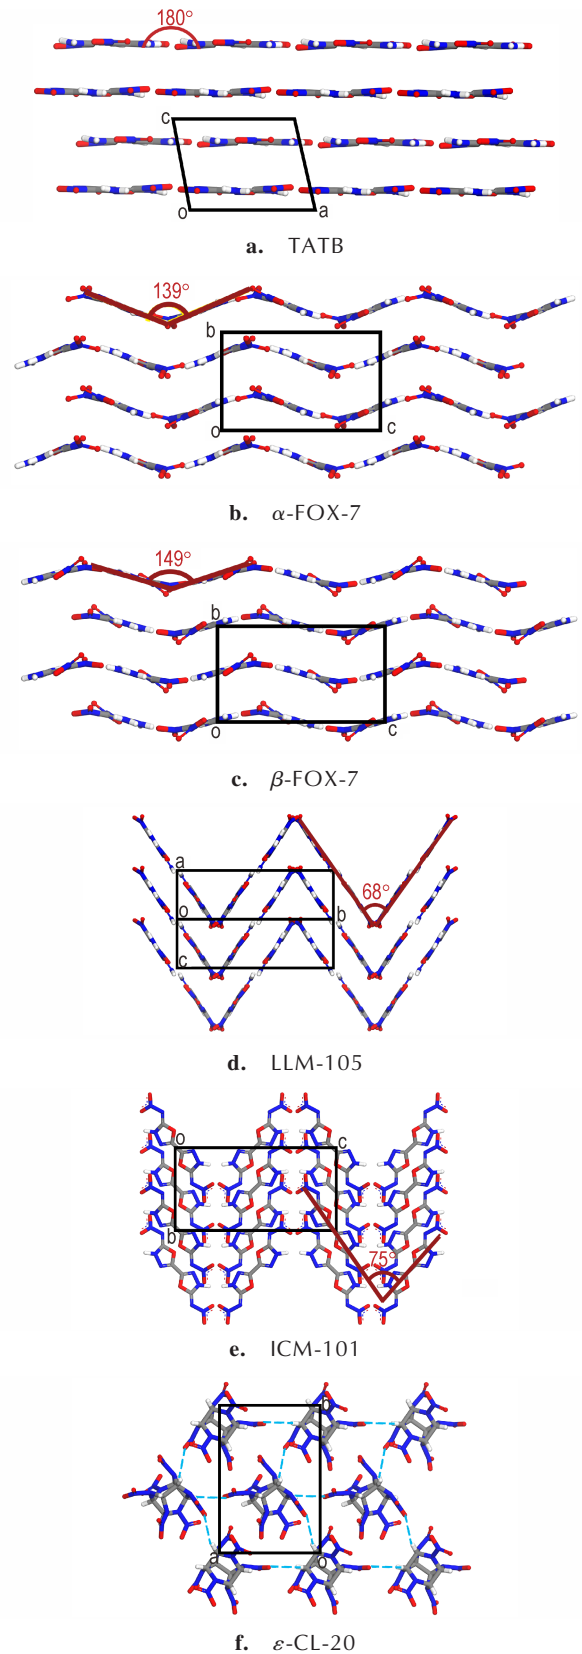 180°
c
o
a
a. TATB
139°
b
o
c
b. α-FOX-7
149°
b
o
c
c. β-FOX-7
a
68°
o
b
c
d. LLM-105
o
c
b
75°
e. ICM-101
b
a
o
f. ε-CL-20